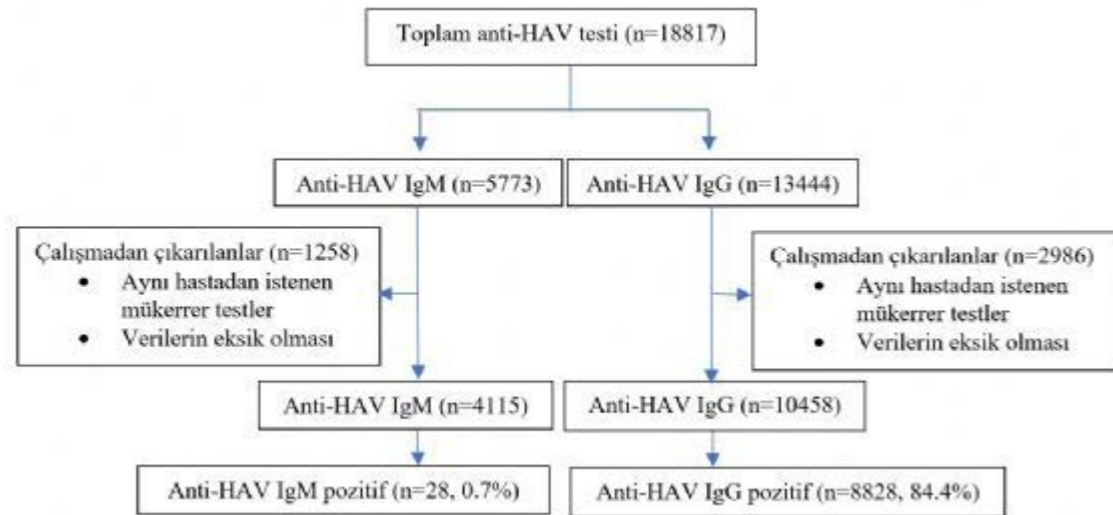 Toplam anti-HAV testi (n=18817)
Anti-HAV IgM (n=5773)
Anti-HAV IgG (n=13444)
Çalışmadan çıkarılanlar (n=1258)
• Aynı hastadan istenen
mükerrer testler
• Verilerin eksik olması
Çalışmadan çıkarılanlar (n=2986)
• Aynı hastadan istenen
mükerrer testler
• Verilerin eksik olması
Anti-HAV IgM (n=4115)
Anti-HAV IgG (n=10458)
Anti-HAV IgM pozitif (n=28, 0.7%)
Anti-HAV IgG pozitif (n=8828, 84.4%)